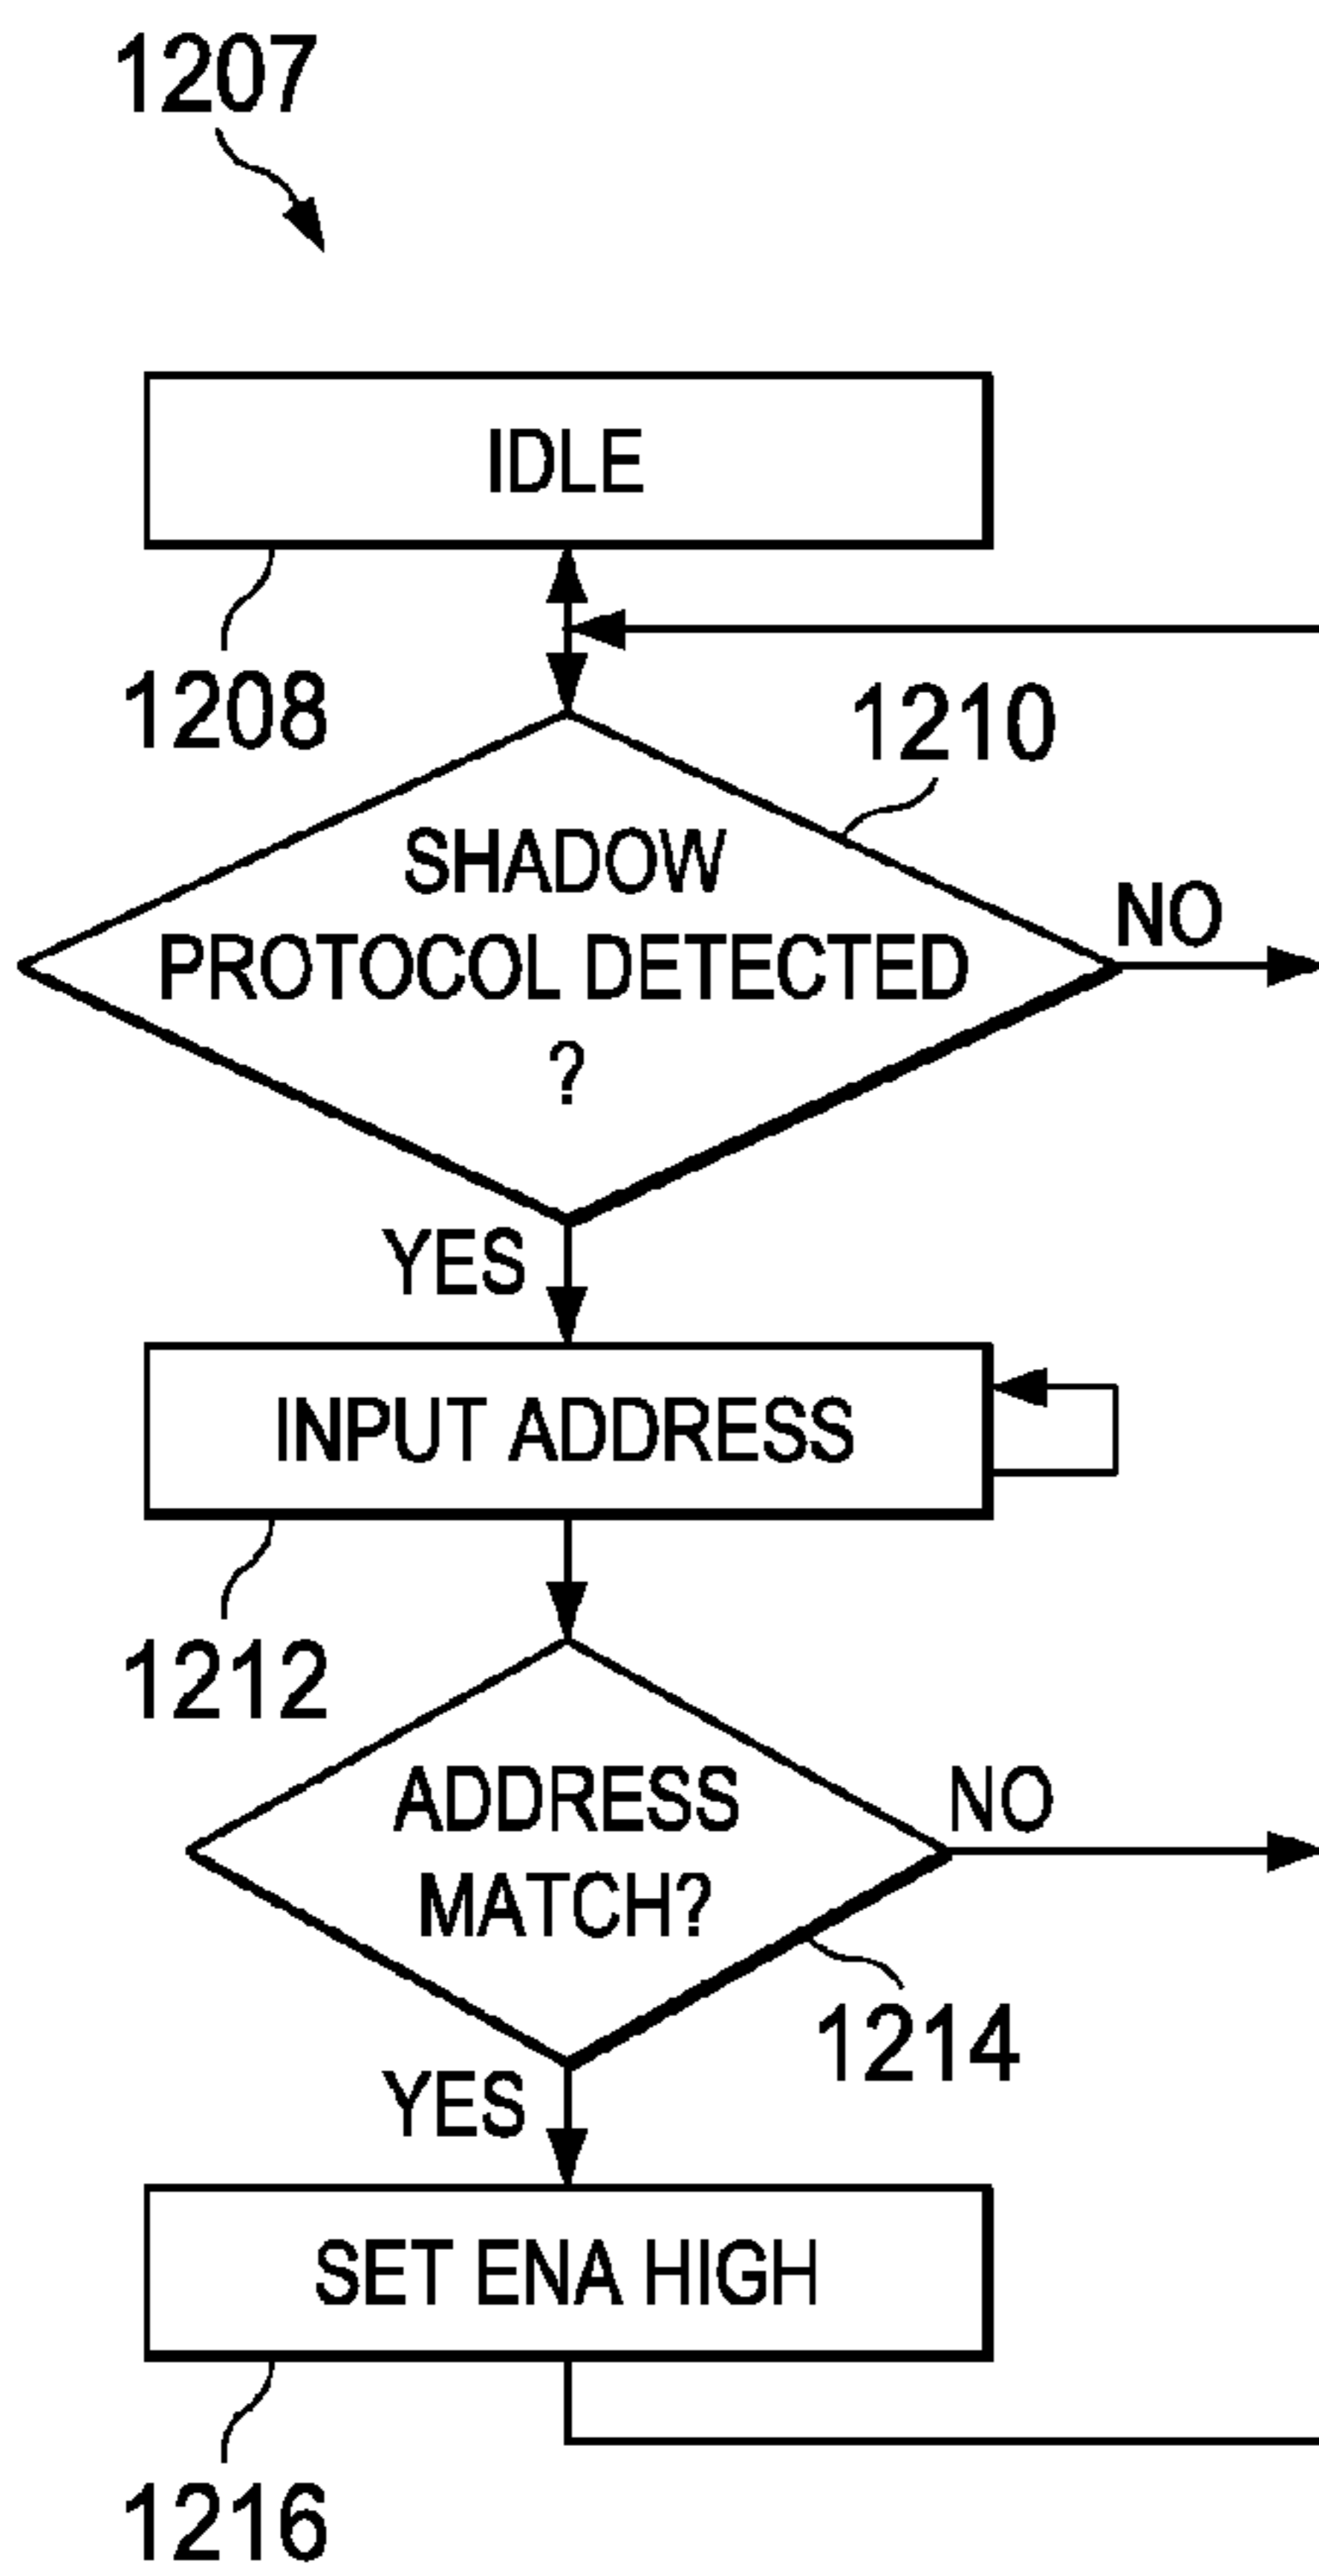 1207
IDLE
1208
1210
SHADOW
PROTOCOL DETECTED
?
NO
YES
INPUT ADDRESS
1212
ADDRESS
MATCH?
NO
1214
YES
SET ENA HIGH
1216